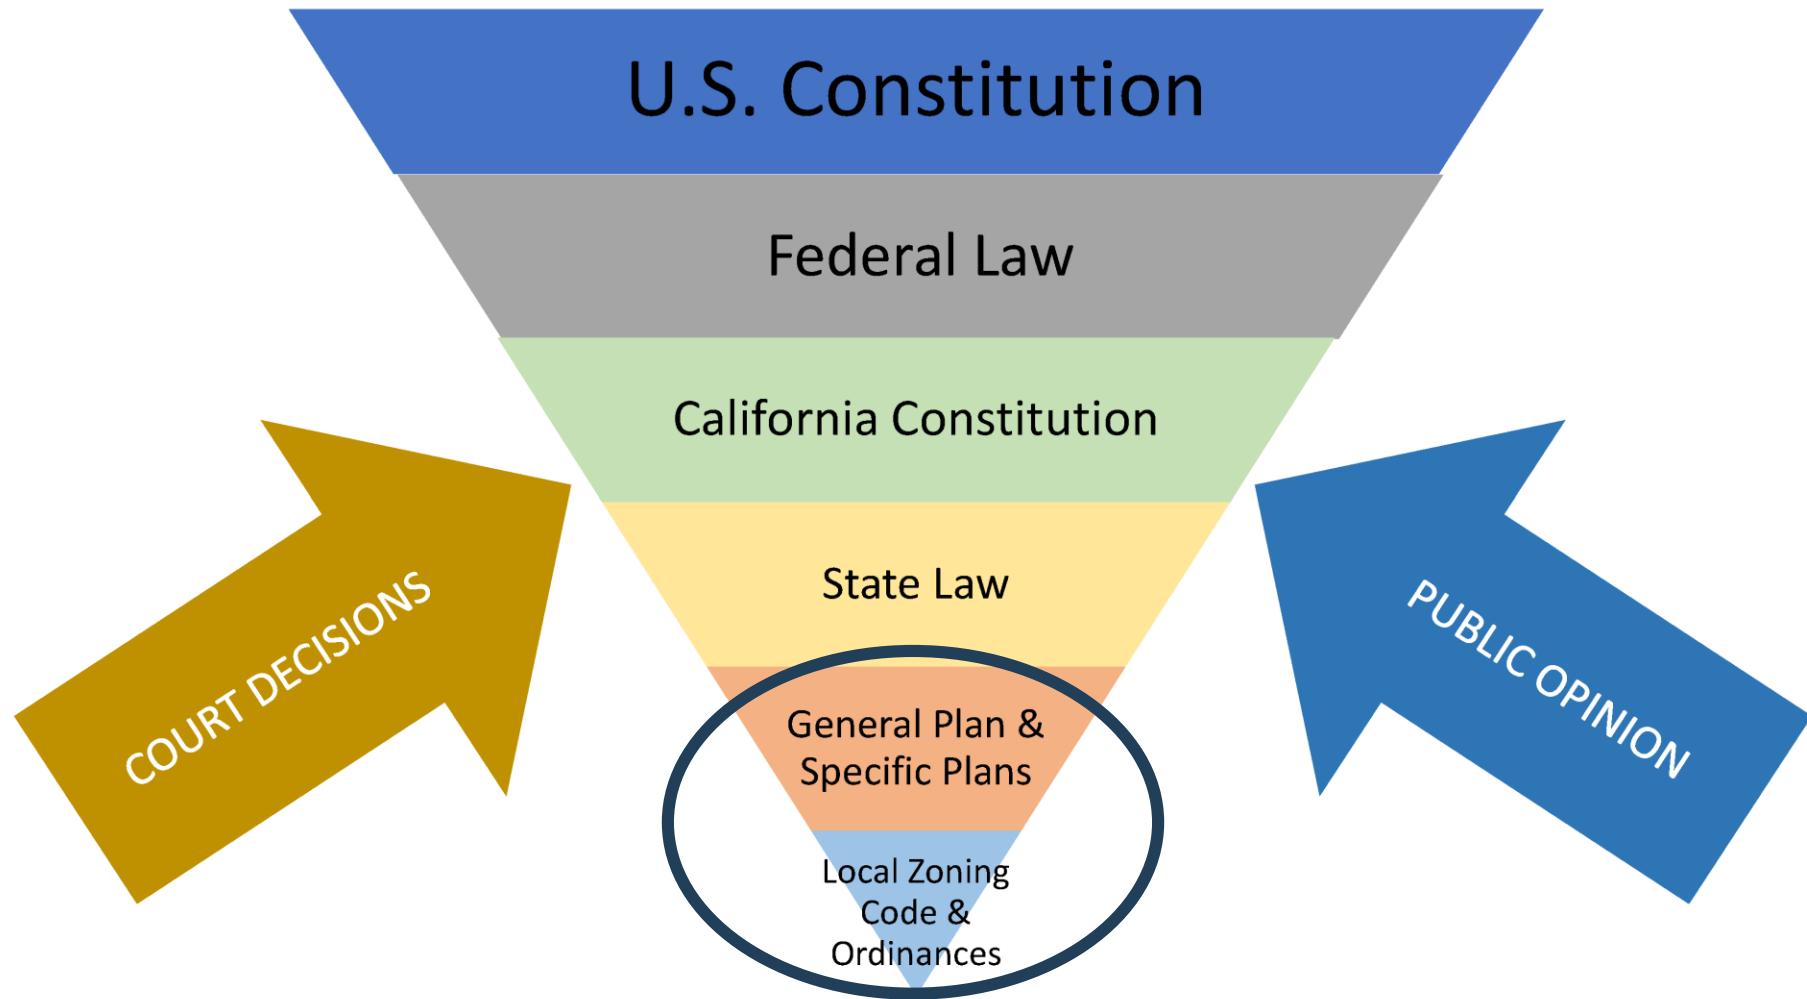 U.S. Constitution
Federal Law
California Constitution
State Law
COURT DECISIONS
PUBLIC OPINION
General Plan &
Specific Plans
Local Zoning
Code &
Ordinances